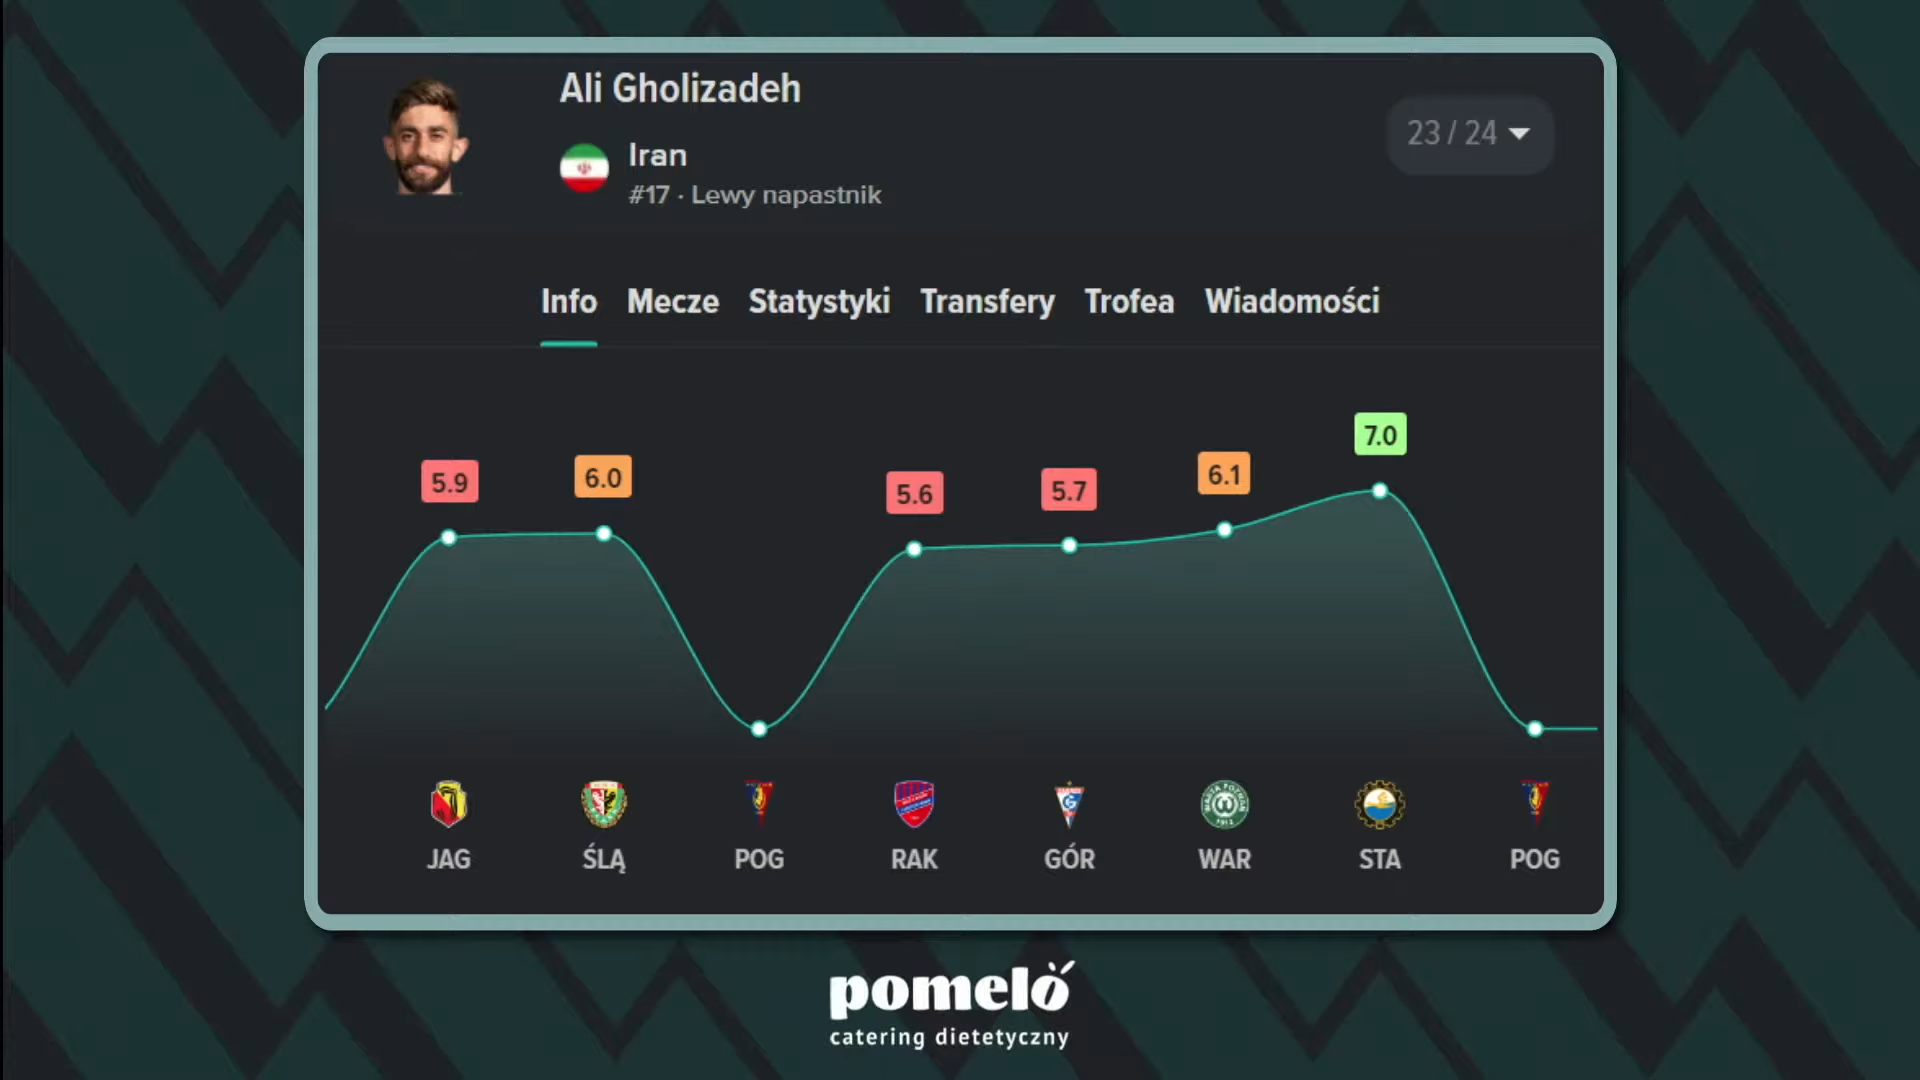 Ali Gholizadeh
Iran
#17 · Lewy napastnik
23 / 24
Info Mecze Statystyki Transfery Trofea Wiadomości
5.9 6.0 5.6 5.7 6.1 7.0
JAG ŚLĄ POG RAK GÓR WAR STA POG
pomelo
catering dietetyczny